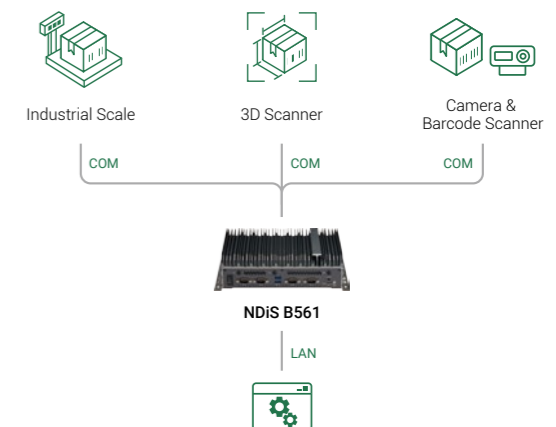 Industrial Scale
3D Scanner
Camera &
Barcode Scanner
COM
COM
COM
NDiS B561
LAN